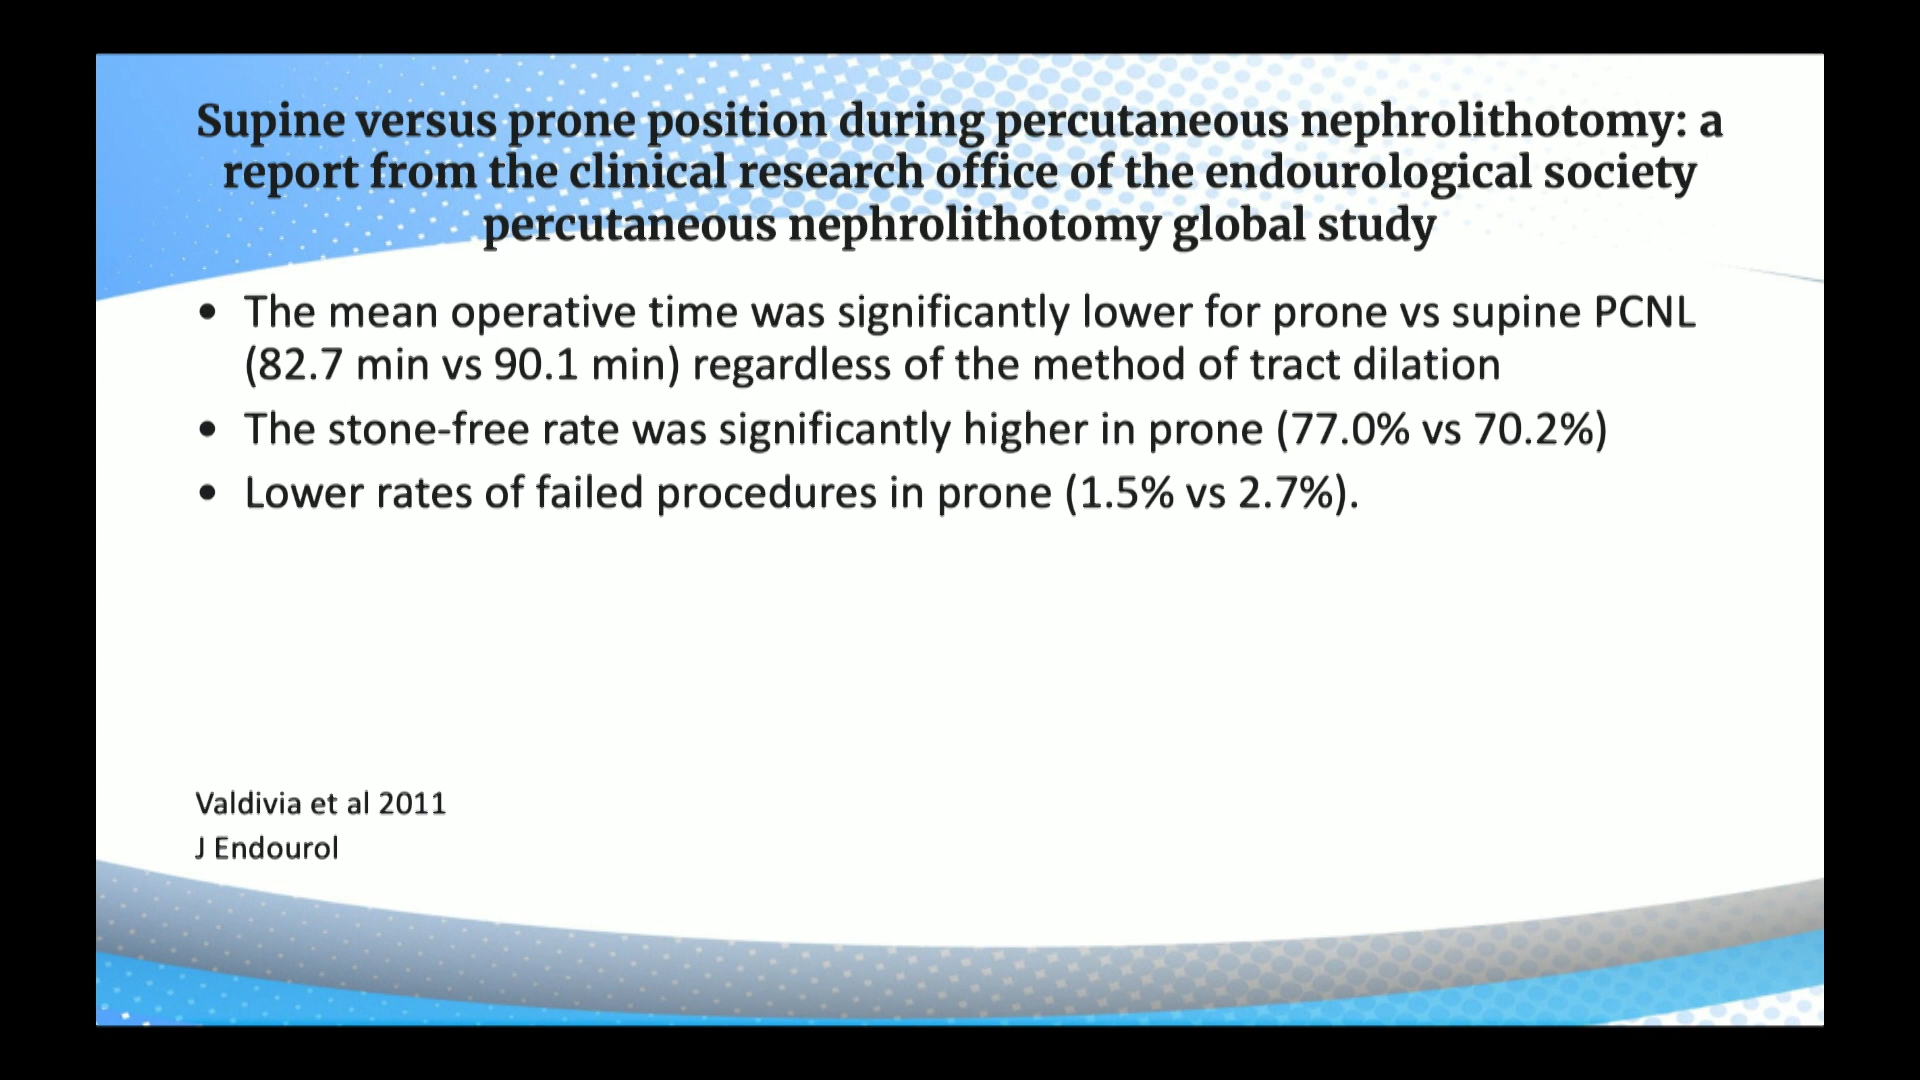 Supine versus prone position during percutaneous nephrolithotomy: a
report from the clinical research office of the endourological society
percutaneous nephrolithotomy global study
• The mean operative time was significantly lower for prone vs supine PCNL
(82.7 min vs 90.1 min) regardless of the method of tract dilation
• The stone-free rate was significantly higher in prone (77.0% vs 70.2%)
• Lower rates of failed procedures in prone (1.5% vs 2.7%).
Valdivia et al 2011
J Endourol